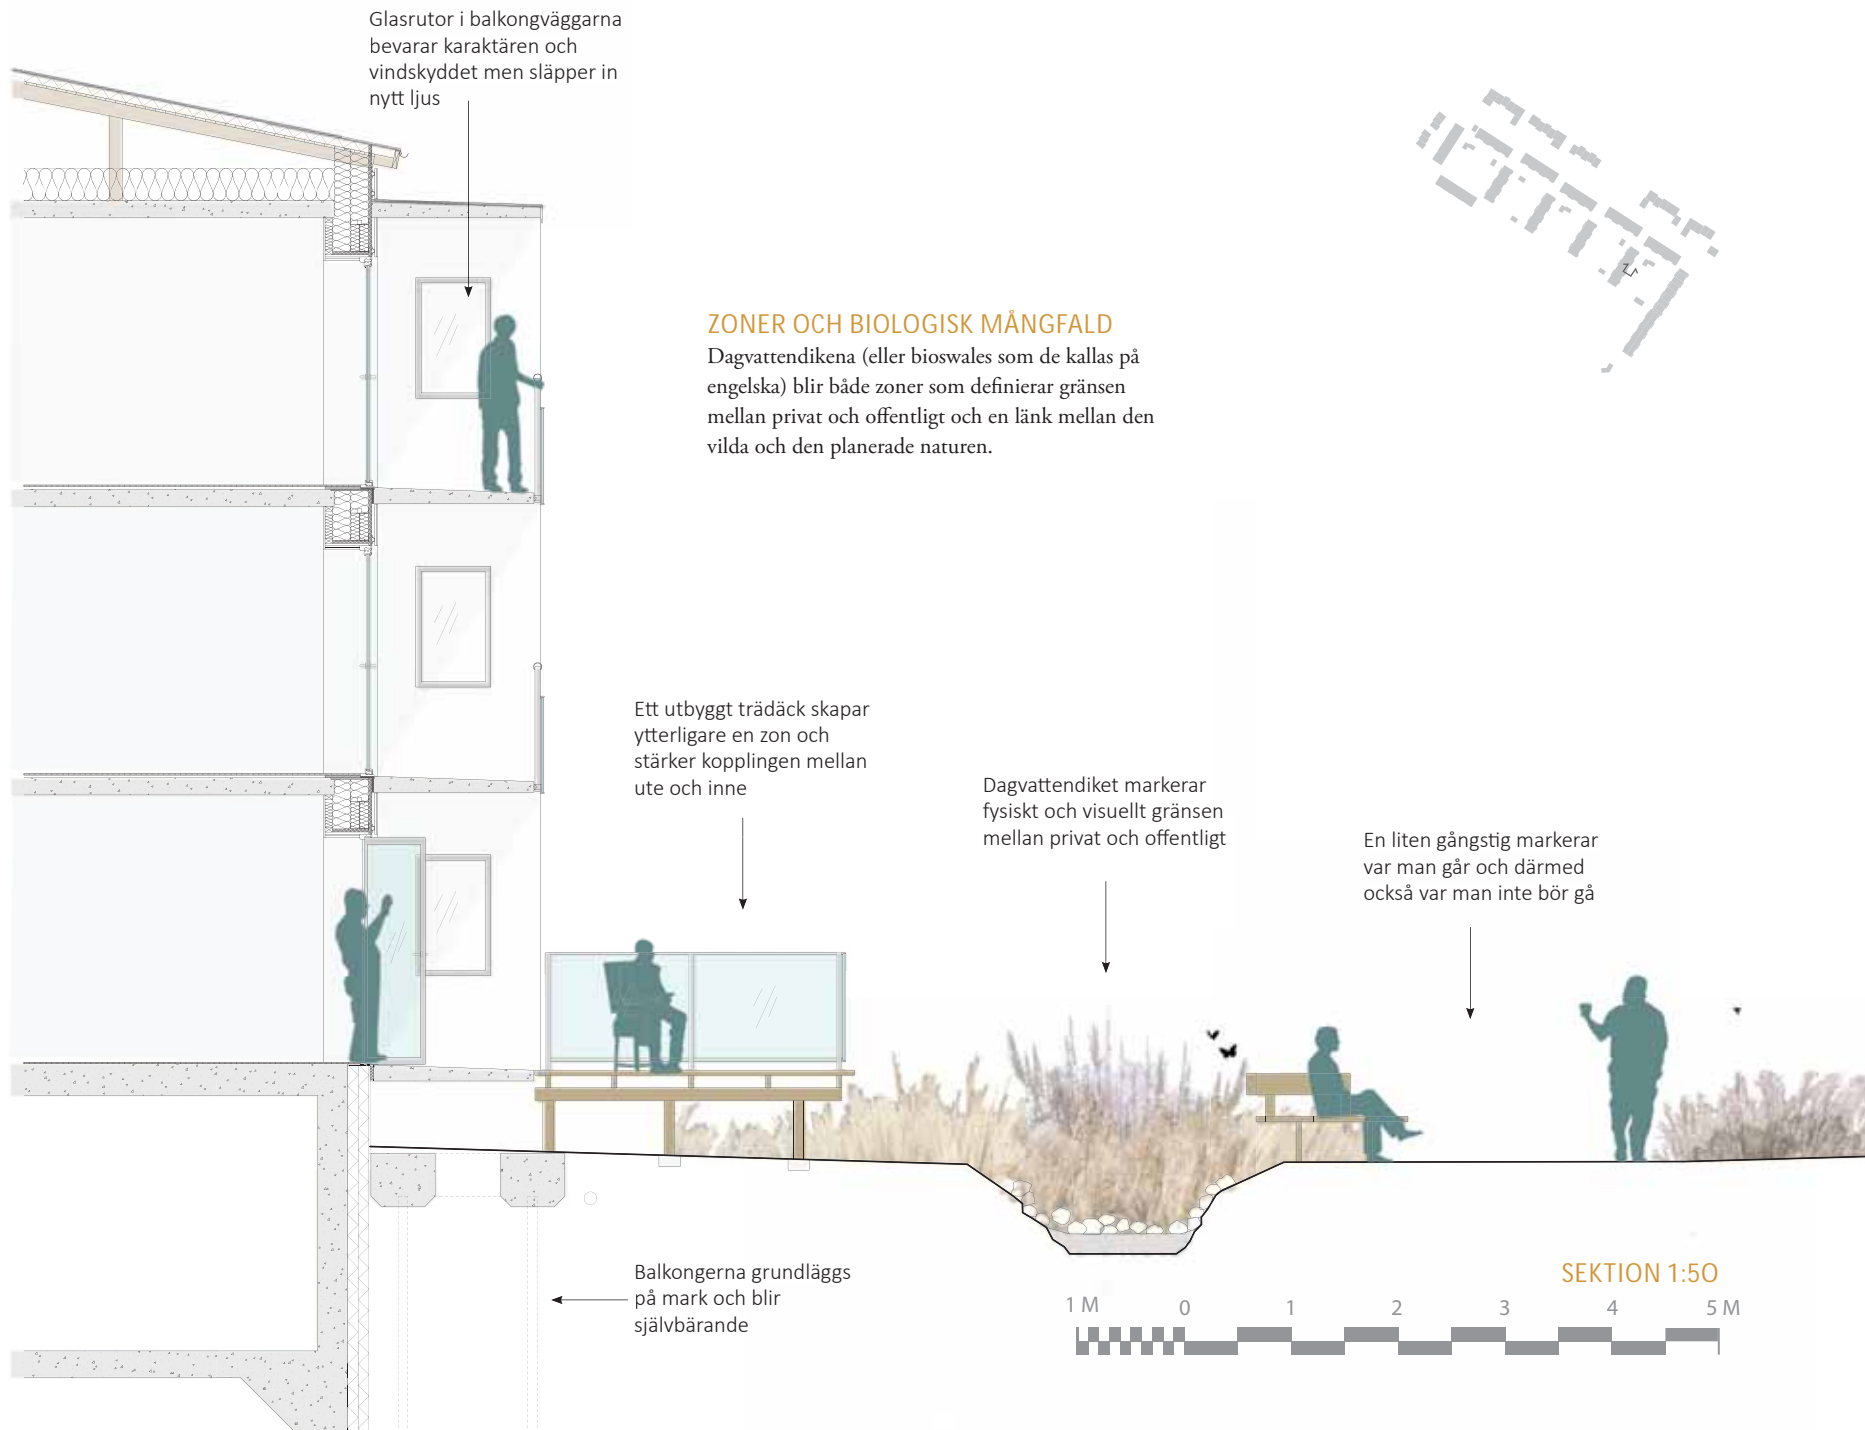 Glasrutor i balkongväggarna
bevarar karaktären och
vindskyddet men släpper in
nytt ljus
ZONER OCH BIOLOGISK MÅNGFALD
Dagvattendikena (eller bioswales som de kallas på
engelska) blir både zoner som definierar gränsen
mellan privat och offentligt och en länk mellan den
vilda och den planerade naturen.
Ett utbyggt trädäck skapar
ytterligare en zon och
stärker kopplingen mellan
ute och inne
Dagvattendiket markerar
fysiskt och visuellt gränsen
mellan privat och offentligt
En liten gångstig markerar
var man går och därmed
också var man inte bör gå
Balkongerna grundläggs
på mark och blir
självbärande
SEKTION 1:50
1 M 0 1 2 3 4 5 M